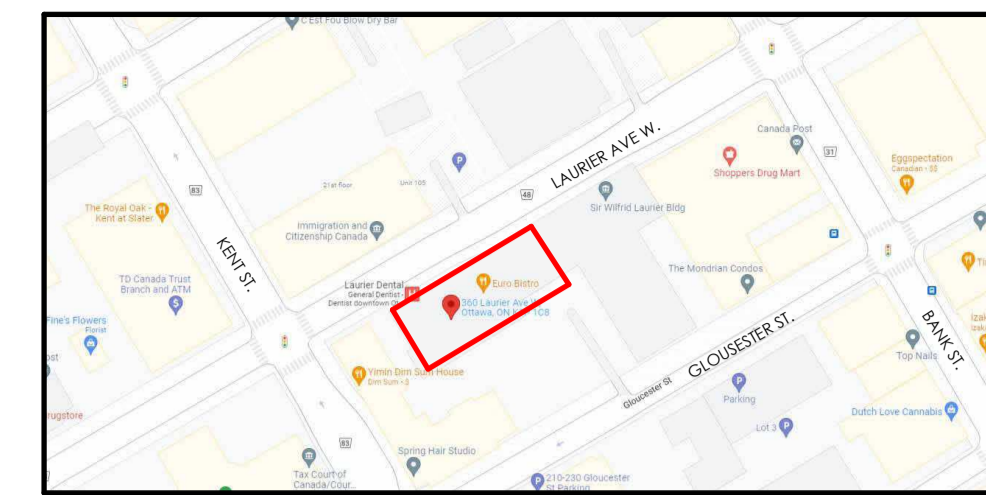 C Est Fou Blow Dry Bar
LAURIER AVE W.
Canada Post
31
Shoppers Drug Mart
Eggspectation
Canadian • $$
P
83
21st floor
Unit 105
48
Sir Wilfrid Laurier Bldg
The Royal Oak -
Kent at Slater
Immigration and
Citizenship Canada
KENT ST.
TD Canada Trust
Branch and ATM
Laurier Dental
General Dentist
Euro Bistro
360 Laurier Ave
Ottawa, ON
1C8
The Mondrian Condos
BANK ST.
GLOUSESTER ST.
Fine's Flowers
Florist
Top Nails
Yimin Dim Sum House
Dim Sum • $
Gloucester St
P
Parking
Dutch Love Cannabis
rugstore
Lot 3 P
83
Spring Hair Studio
Tax Court of
Canada/Cour...
P 210-230 Gloucester
St Parking